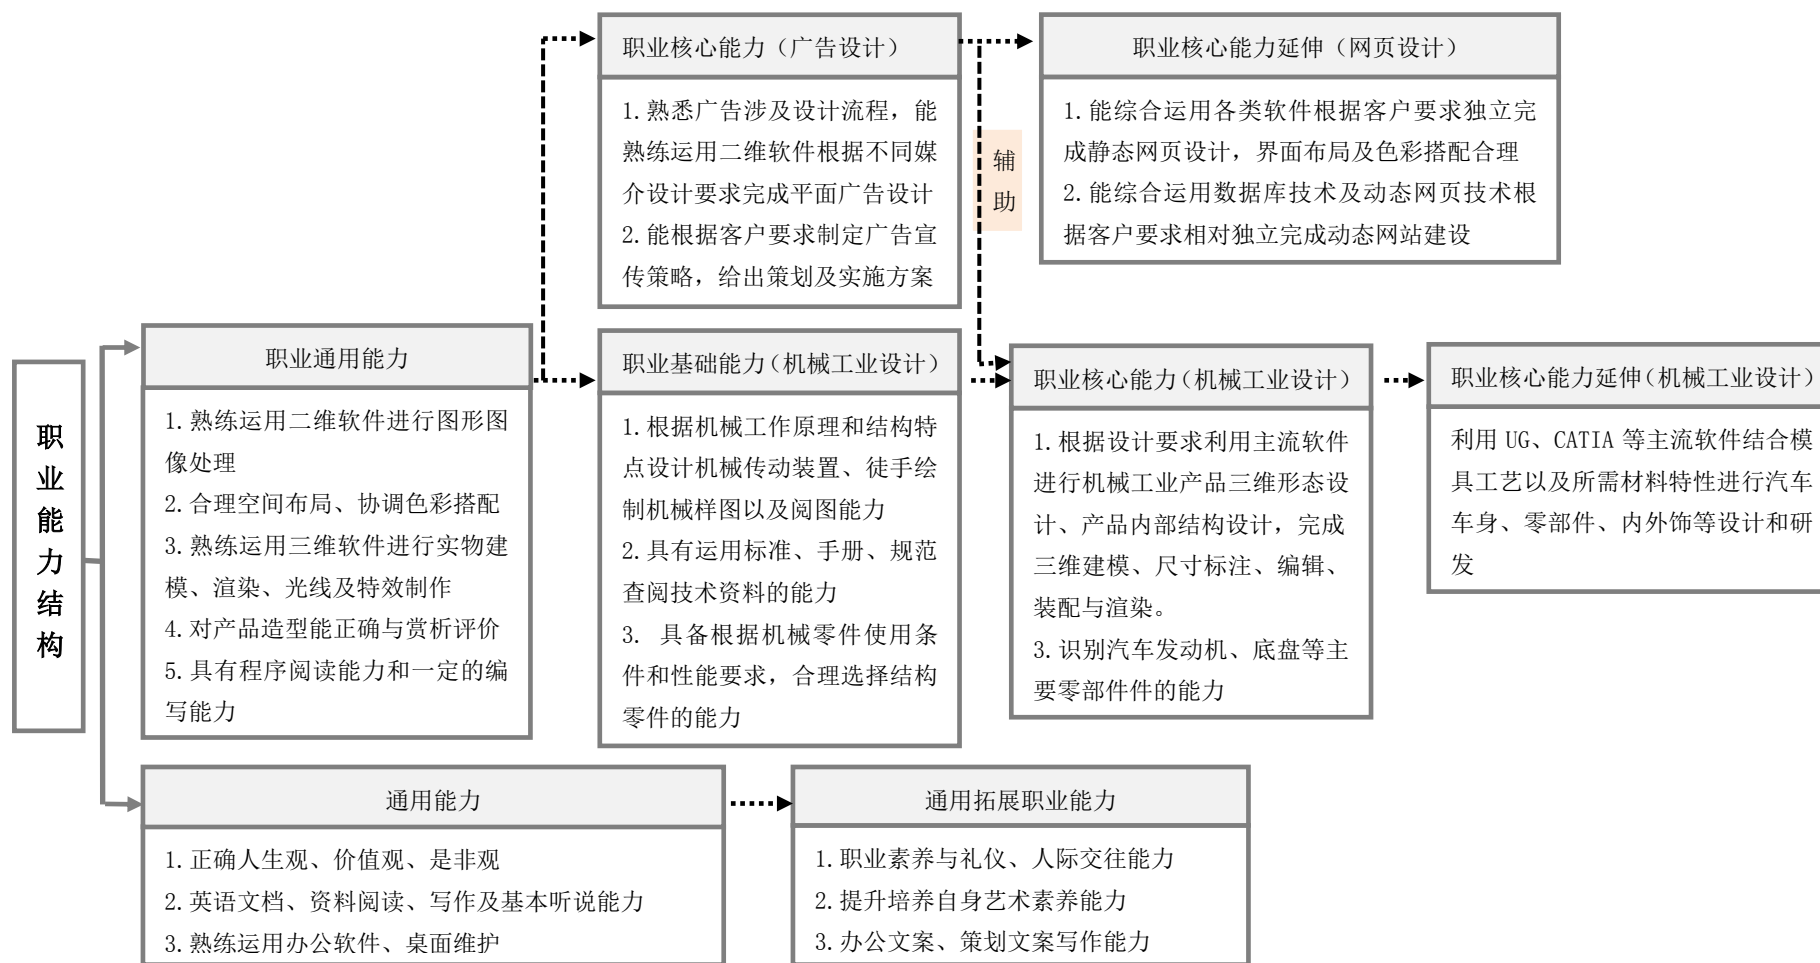 职业核心能力（广告设计）
1.熟悉广告涉及设计流程，能
熟练运用二维软件根据不同媒
介设计要求完成平面广告设计
2.能根据客户要求制定广告宣
传策略，给出策划及实施方案
职业核心能力延伸（网页设计）
1.能综合运用各类软件根据客户要求独立完
成静态网页设计，界面布局及色彩搭配合理
2.能综合运用数据库技术及动态网页技术根
据客户要求相对独立完成动态网站建设
辅
助
职
业
能
力
结
构
职业通用能力
1.熟练运用二维软件进行图形图
像处理
2.合理空间布局、协调色彩搭配
3.熟练运用三维软件进行实物建
模、渲染、光线及特效制作
4.对产品造型能正确与赏析评价
5.具有程序阅读能力和一定的编
写能力
职业基础能力(机械工业设计)
1.根据机械工作原理和结构特
点设计机械传动装置、徒手绘
制机械样图以及阅图能力
2.具有运用标准、手册、规范
查阅技术资料的能力
3. 具备根据机械零件使用条
件和性能要求，合理选择结构
零件的能力
职业核心能力(机械工业设计)
1.根据设计要求利用主流软件
进行机械工业产品三维形态设
计、产品内部结构设计，完成
三维建模、尺寸标注、编辑、
装配与渲染。
3.识别汽车发动机、底盘等主
要零部件件的能力
职业核心能力延伸(机械工业设计)
利用 UG、CATIA 等主流软件结合模
具工艺以及所需材料特性进行汽车
车身、零部件、内外饰等设计和研
发
通用能力
1.正确人生观、价值观、是非观
2.英语文档、资料阅读、写作及基本听说能力
3.熟练运用办公软件、桌面维护
通用拓展职业能力
1.职业素养与礼仪、人际交往能力
2.提升培养自身艺术素养能力
3.办公文案、策划文案写作能力